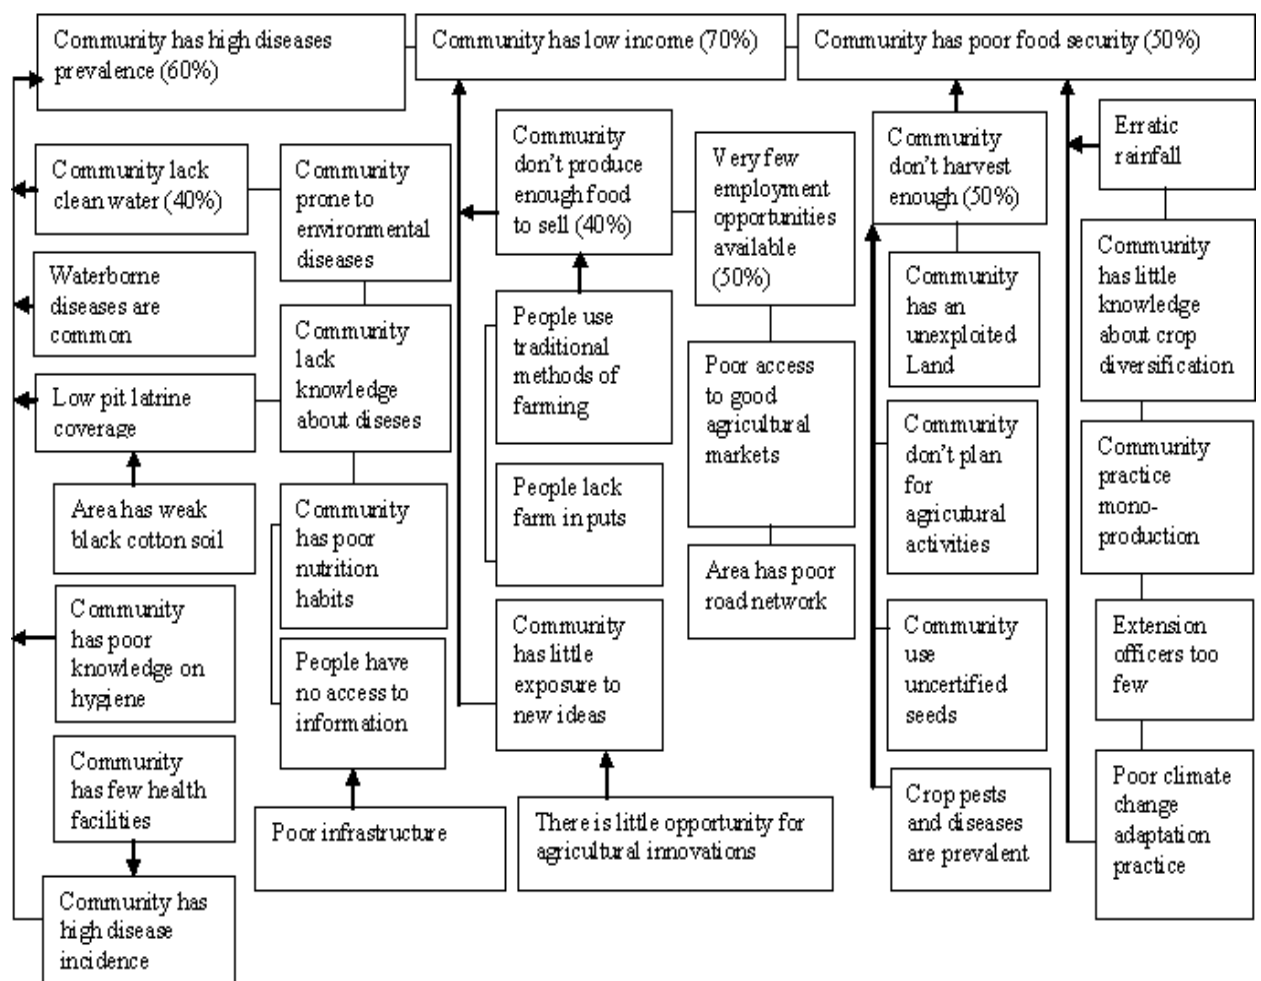 Community has high diseases
prevalence (60%)
Community has low income (70%)
Community has poor food security (50%)
Community lack
clean water (40%)
Waterborne
diseases are
common
Low pit latrine
coverage
Area has weak
black cotton soil
Community
has poor
knowledge on
hygiene
Community
has few health
facilities
Community has
high disease
incidence
Community
prone to
environmental
diseases
Community
lack
knowledge
about diseses
Community
has poor
nutrition
habits
People have
no access to
information
Poor infrastructure
Community
don't produce
enough food
to sell (40%)
People use
traditional
methods of
farming
People lack
farm in puts
Community
has little
exposure to
new ideas
There is little opportunity for
agricultural innovations
Very few
employment
opportunities
available
(50%)
Poor access
to good
agricultural
markets
Area has poor
road network
Community
don't harvest
enough (50%)
Community
has an
unexploited
Land
Community
don't plan
for
agricutural
activities
Community
use
uncertified
seeds
Crop pests
and diseases
are prevalent
Erratic
rainfall
Community
has little
knowledge
about crop
diversification
Community
practice
mono-
production
Extension
officers too
few
Poor climate
change
adaptation
practice